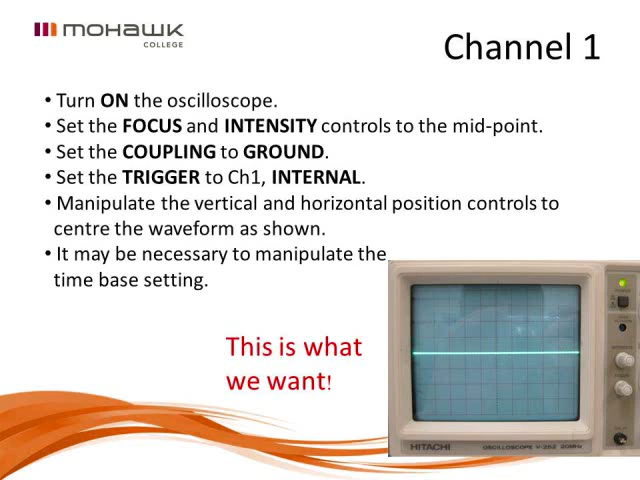 mohawk
COLLEGE
Channel 1
• Turn ON the oscilloscope.
• Set the FOCUS and INTENSITY controls to the mid-point.
• Set the COUPLING to GROUND.
• Set the TRIGGER to Ch1, INTERNAL.
• Manipulate the vertical and horizontal position controls to
centre the waveform as shown.
• It may be necessary to manipulate the
time base setting.
This is what
we want!
POWER
HITACHI OSCILLOSCOPE V-252 20MHz